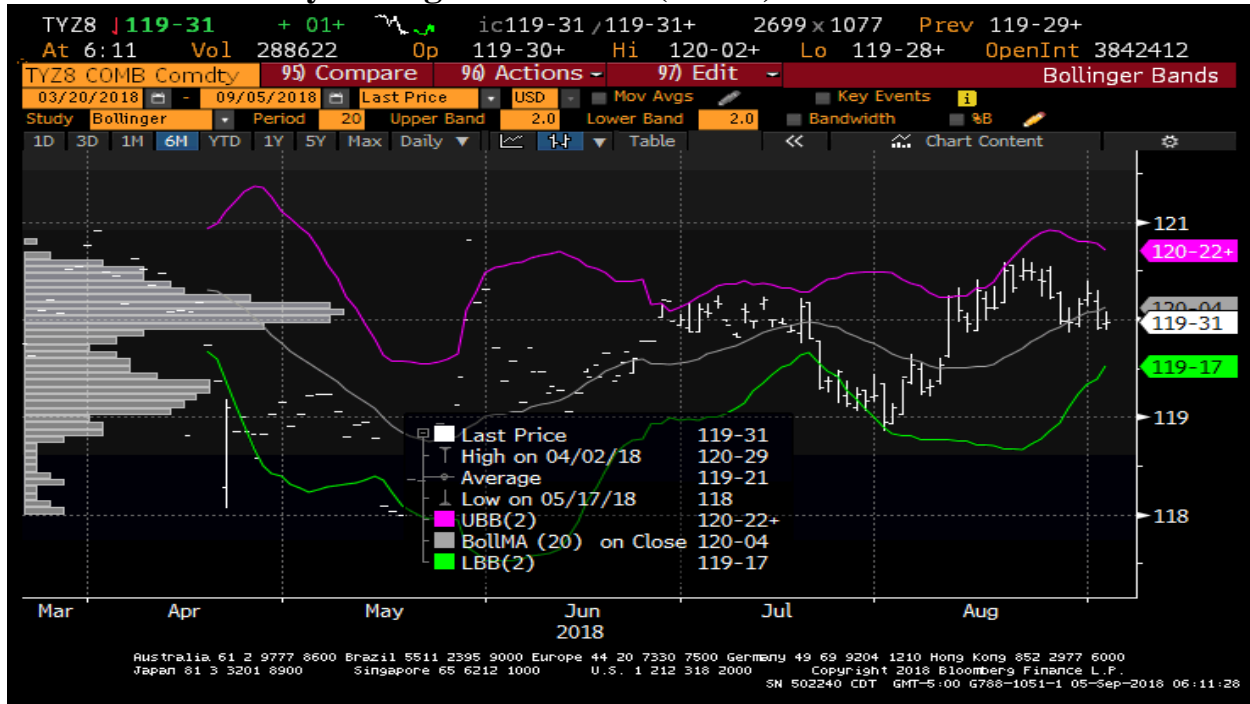 TYZ8 ↓119-31 + 01+ ic119-31/119-31+ 2699×1077 Prev 119-29+
At 6:11 Vol 288622 Op 119-30+ Hi 120-02+ Lo 119-28+ OpenInt 3842412
TYZ8 COMB Comdty 95) Compare 96) Actions 97) Edit Bollinger Bands
03/20/2018 - 09/05/2018 Last Price USD Mov Avgs Key Events i
Study Bollinger Period 20 Upper Band 2.0 Lower Band 2.0 Bandwidth %B
1D 3D 1M 6M YTD 1Y 5Y Max Daily ▼ ▼ Table << Chart Content
121
120-22+
120-04
119-31
119-17
119
118
Last Price 119-31
High on 04/02/18 120-29
Average 119-21
Low on 05/17/18 118
UBB(2) 120-22+
BollMA (20) on Close 120-04
LBB(2) 119-17
Mar Apr May Jun Jul Aug
2018
Australia 61 2 9777 8600 Brazil 5511 2395 9000 Europe 44 20 7330 7500 Germany 49 69 9204 1210 Hong Kong 852 2977 6000
Japan 81 3 3201 8900 Singapore 65 6212 1000 U.S. 1 212 318 2000 Copyright 2018 Bloomberg Finance L.P.
SN 502240 CDT GMT-5:00 G788-1051-1 05-Sep-2018 06:11:28